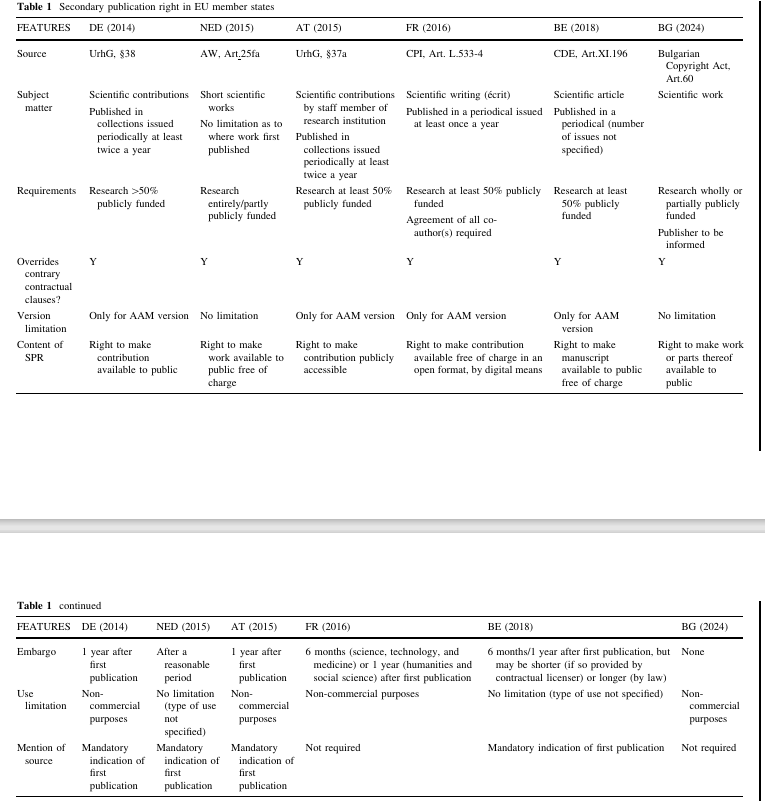 Table 1 Secondary publication right in EU member states
FEATURES DE (2014) NED (2015) AT (2015) FR (2016) BE (2018) BG (2024)
Source UrhG, §38 AW, Art.25fa UrhG, §37a CPI, Art. L.533-4 CDE, Art.XI.196 Bulgarian
Copyright Act,
Art.60
Subject Scientific contributions Short scientific Scientific contributions Scientific writing (écrit) Scientific article Scientific work
matter Published in works by staff member of Published in a periodical issued Published in a
collections issued No limitation as to research institution at least once a year periodical (number
periodically at least where work first Published in of issues not
twice a year published collections issued specified)
periodically at least
twice a year
Requirements Research >50% Research Research at least 50% Research at least 50% publicly Research at least Research wholly or
publicly funded entirely/partly publicly funded funded 50% publicly partially publicly
publicly funded Agreement of all co- funded funded
author(s) required Publisher to be
informed
Overrides Y Y Y Y Y Y
contrary
contractual
clauses?
Version Only for AAM version No limitation Only for AAM version Only for AAM version Only for AAM No limitation
limitation version
Content of Right to make Right to make Right to make Right to make contribution Right to make Right to make work
SPR contribution work available to contribution publicly available free of charge in an manuscript or parts thereof
available to public public free of accessible open format, by digital means available to public available to
charge free of charge public
Table 1 continued
FEATURES DE (2014) NED (2015) AT (2015) FR (2016) BE (2018) BG (2024)
Embargo 1 year after After a 1 year after 6 months (science, technology, and 6 months/1 year after first publication, but None
first reasonable first medicine) or 1 year (humanities and may be shorter (if so provided by
publication period publication social science) after first publication contractual licenser) or longer (by law)
Use Non- No limitation Non- Non-commercial purposes No limitation (type of use not specified) Non-
limitation commercial (type of use commercial commercial
purposes not purposes purposes
specified)
Mention of Mandatory Mandatory Mandatory Not required Mandatory indication of first publication Not required
source indication of indication of indication of
first first first
publication publication publication